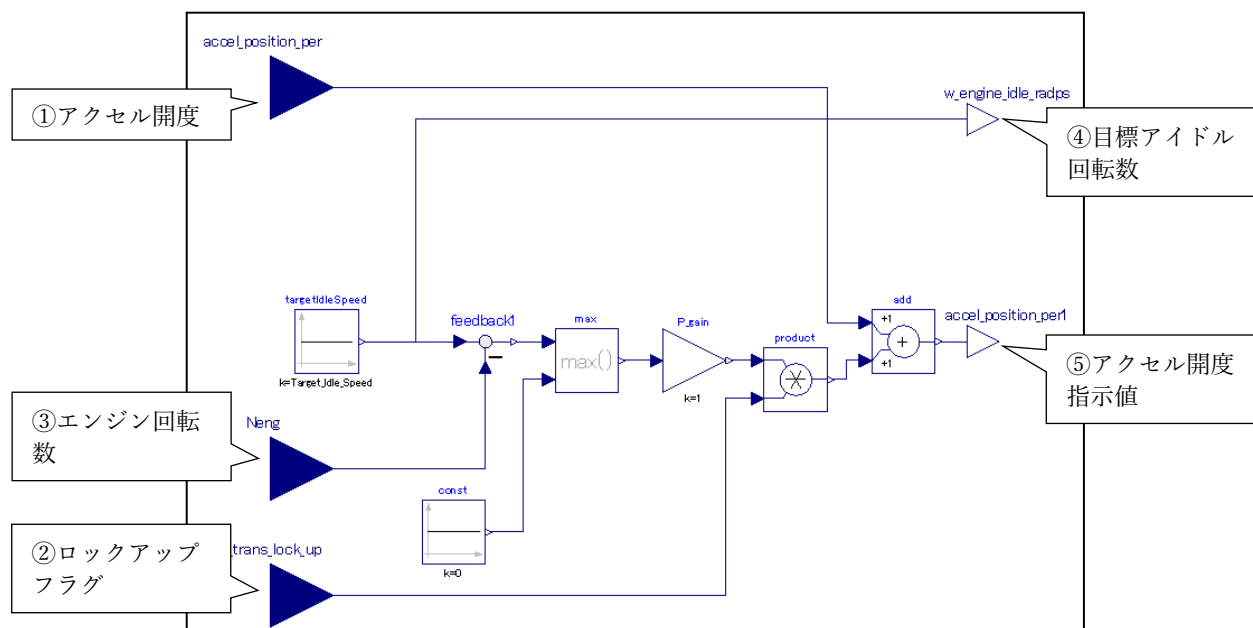 accel_position_per
①アクセル開度
w_engine_idle_radps
④目標アイドル
回転数
targetIdleSpeed
k=Target_Idle_Speed
feedback1
max
max()
P_gain
k=1
product
add
+1
+1
+
accel_position_per1
⑤アクセル開度
指示値
③エンジン回転
数
Neng
const
k=0
②ロックアップ
フラグ
_trans_lock_up